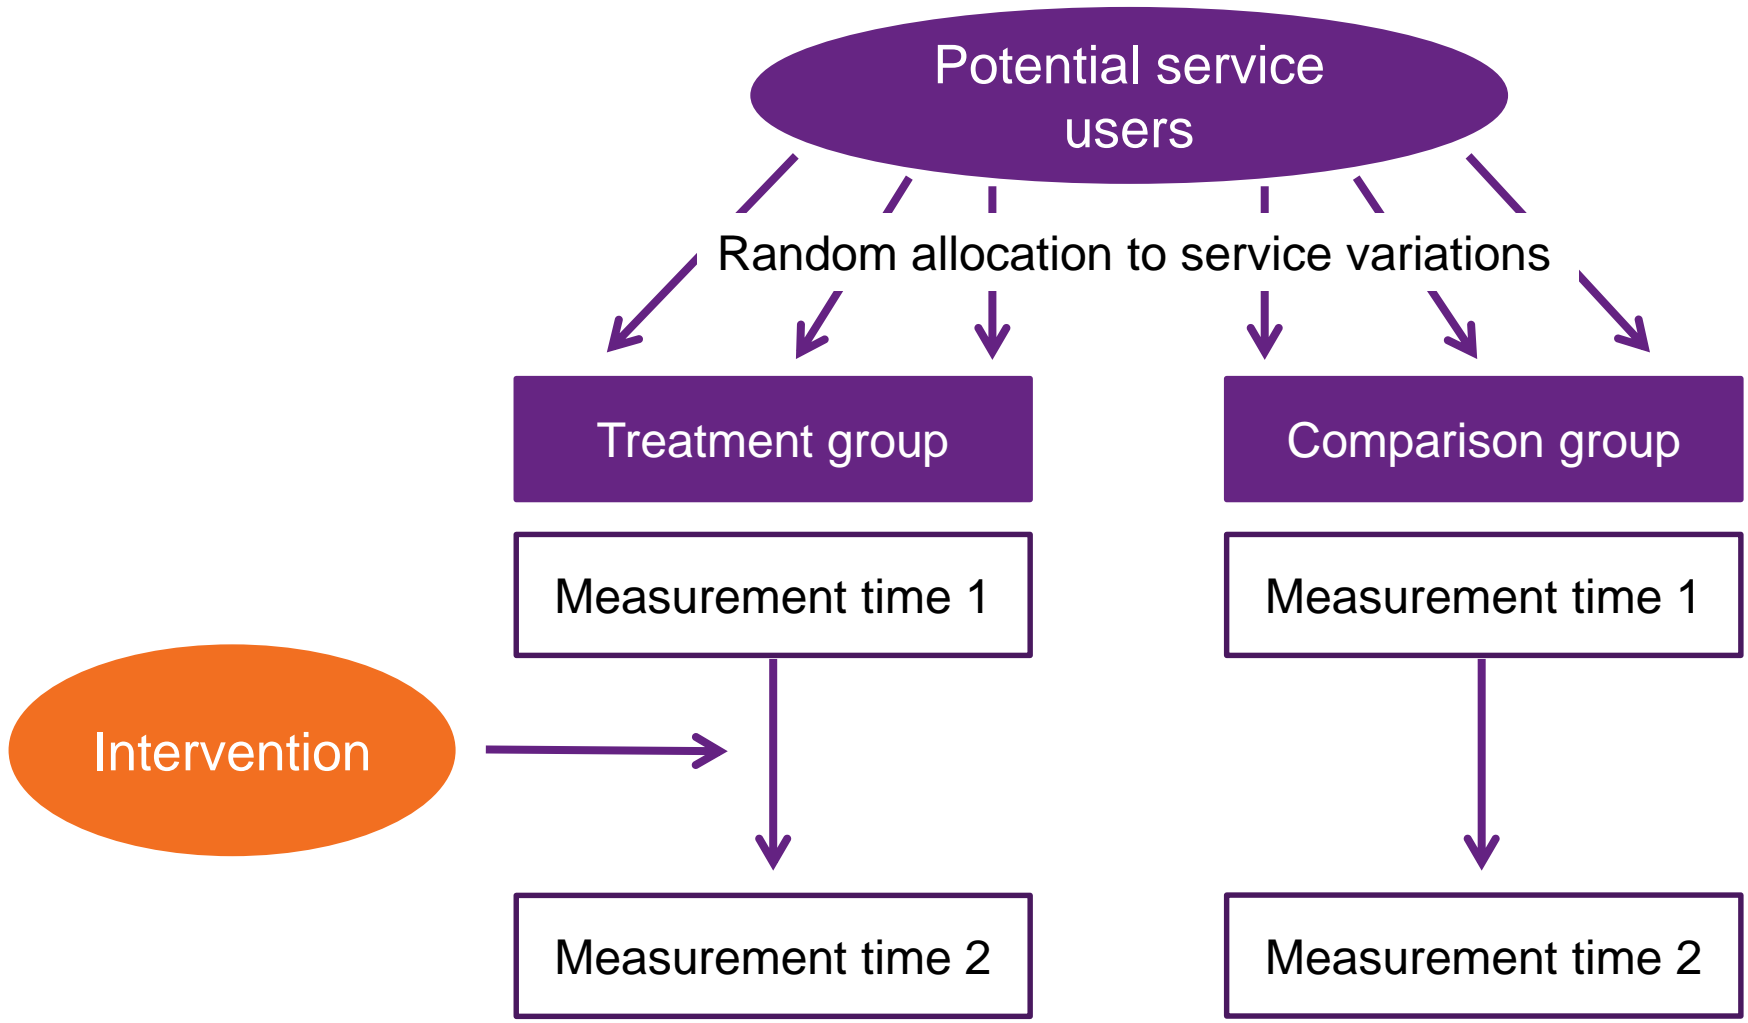 Potential service
users
Random allocation to service variations
Treatment group
Comparison group
Measurement time 1
Measurement time 1
Intervention
Measurement time 2
Measurement time 2